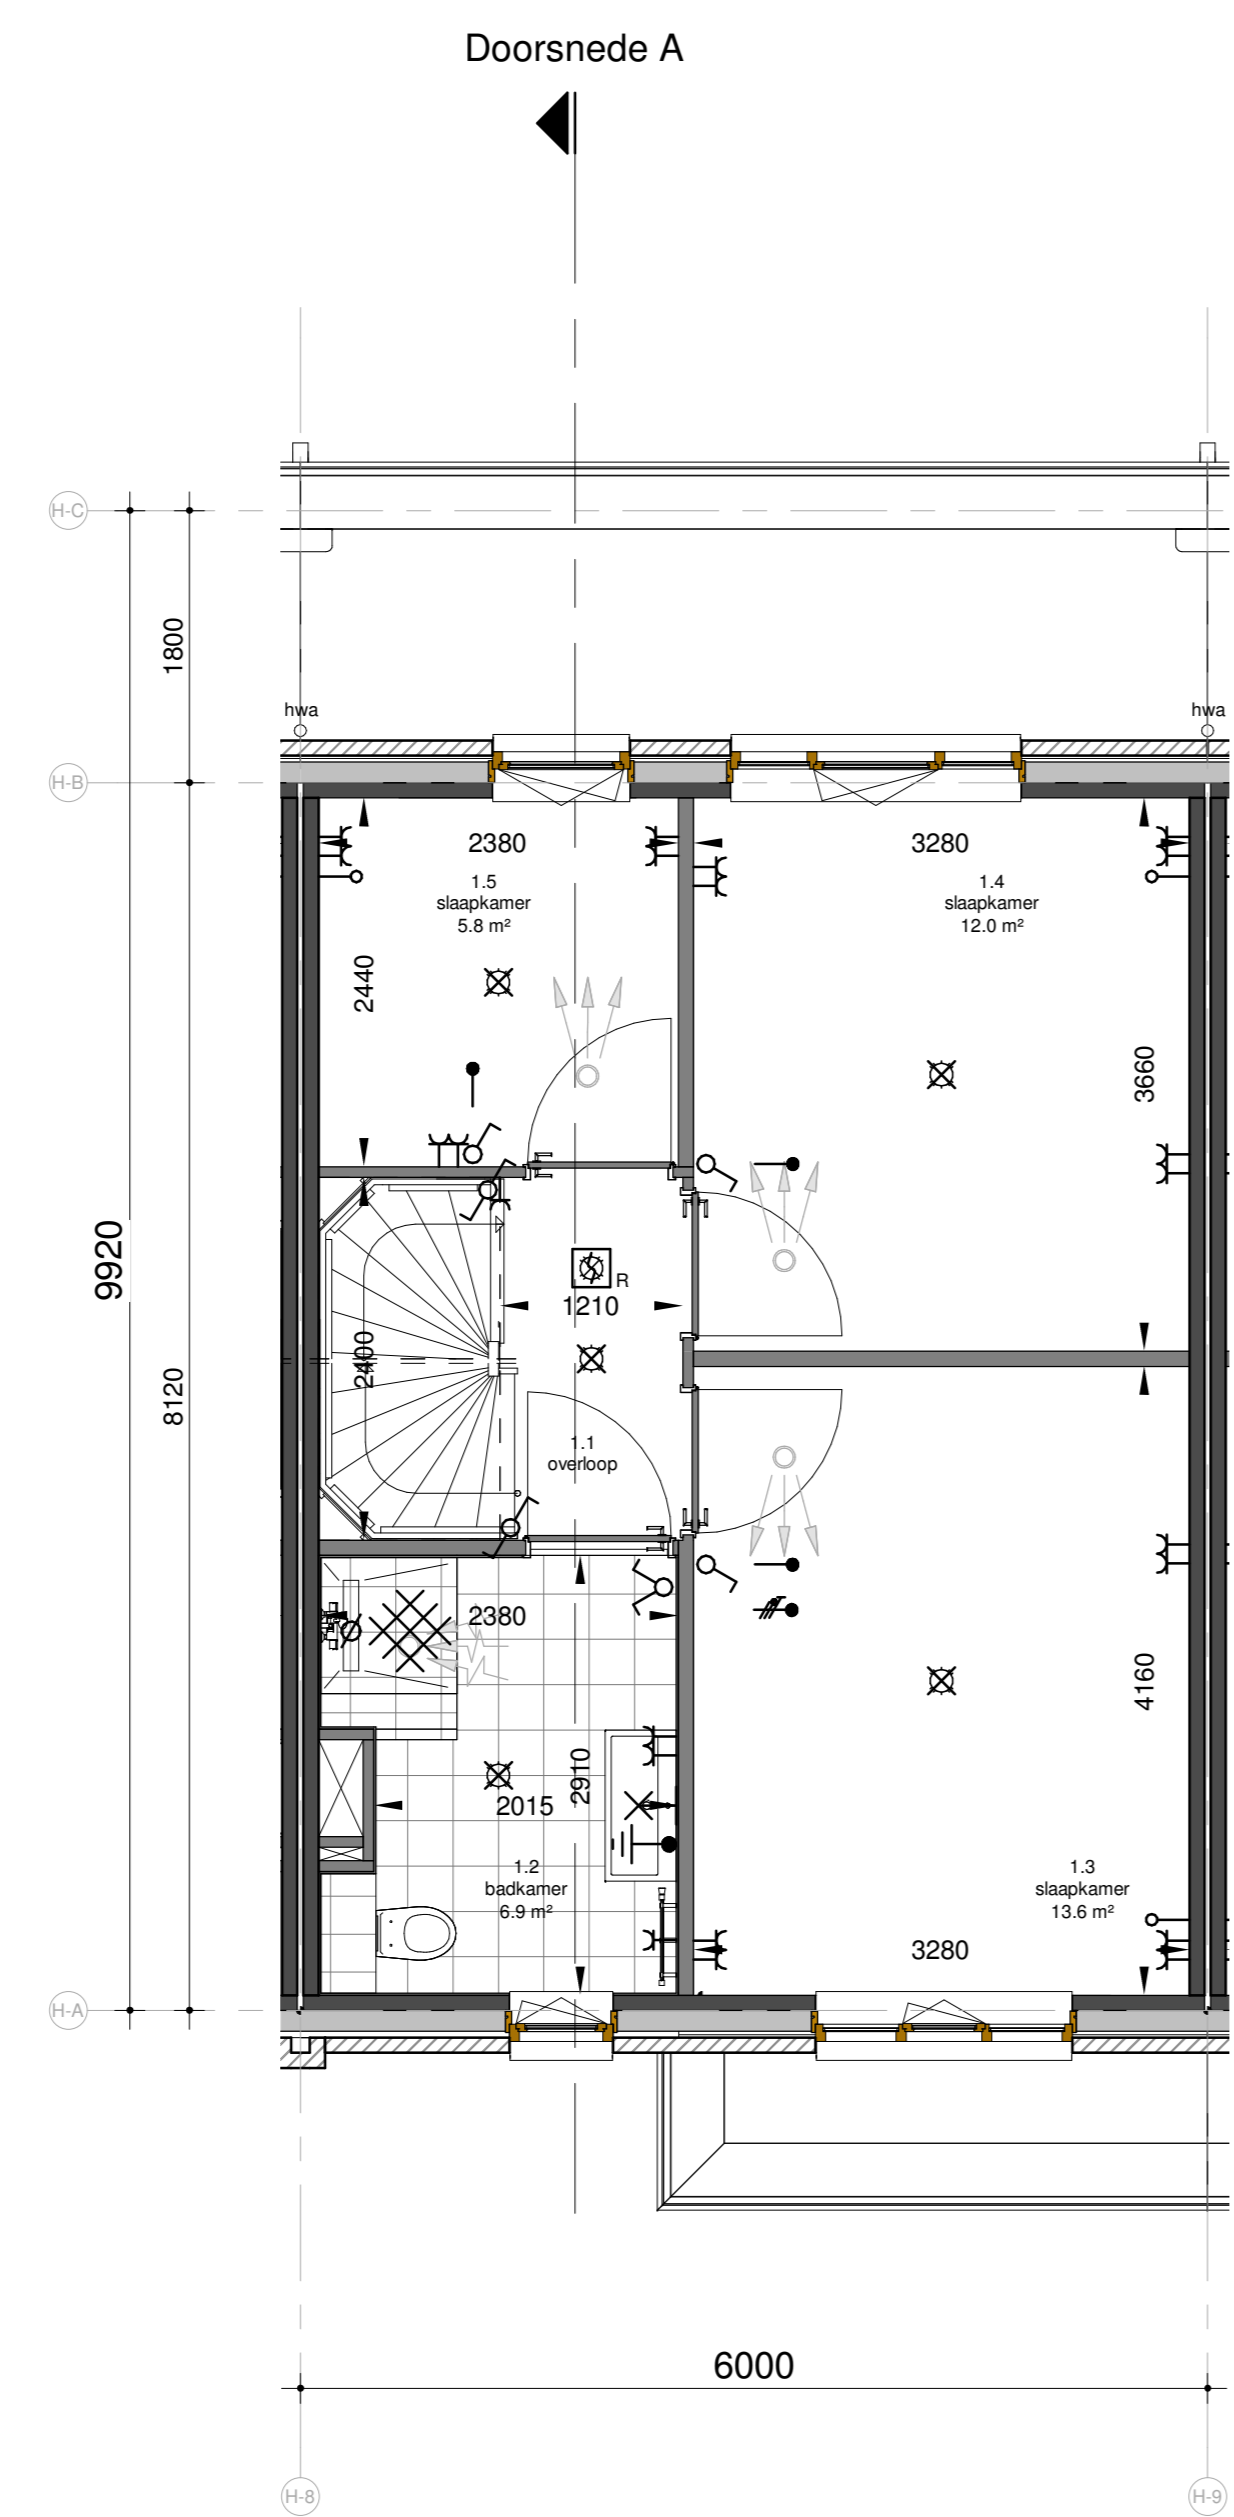 Doorsnede A
H-C
1800
hwa
hwa
H-B
2380
3280
1.5
slaapkamer
5.8 m²
1.4
slaapkamer
12.0 m²
2440
3660
9920
R
1210
2400
8120
1.1
overloop
2380
4160
2910
2015
1.2
badkamer
6.9 m²
1.3
slaapkamer
13.6 m²
3280
H-A
6000
H-8
H-9